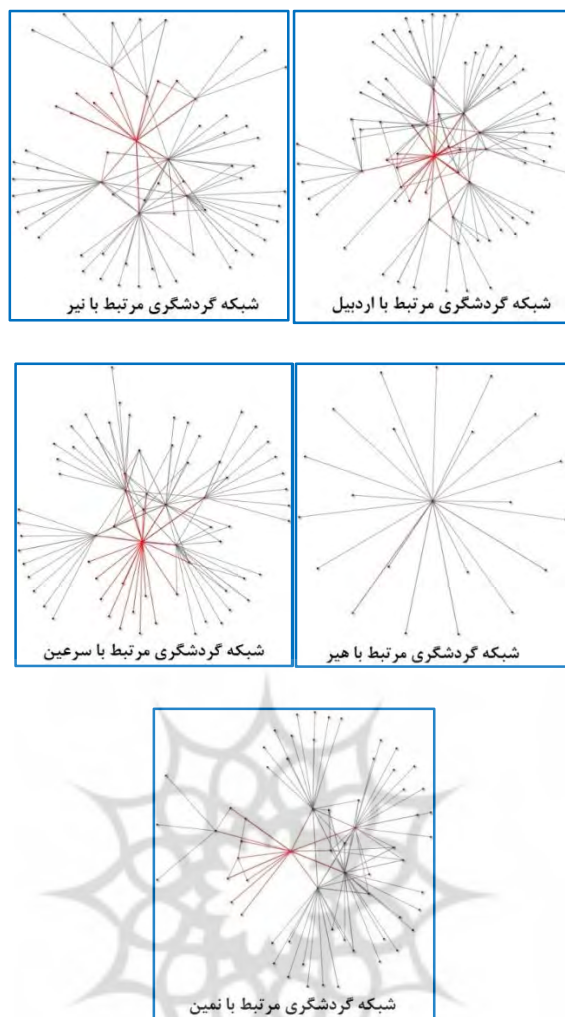 شبکه گردشگری مرتبط با اردبیل
شبکه گردشگری مرتبط با نیر
شبکه گردشگری مرتبط با هیر
شبکه گردشگری مرتبط با سرعین
شبکه گردشگری مرتبط با نمین